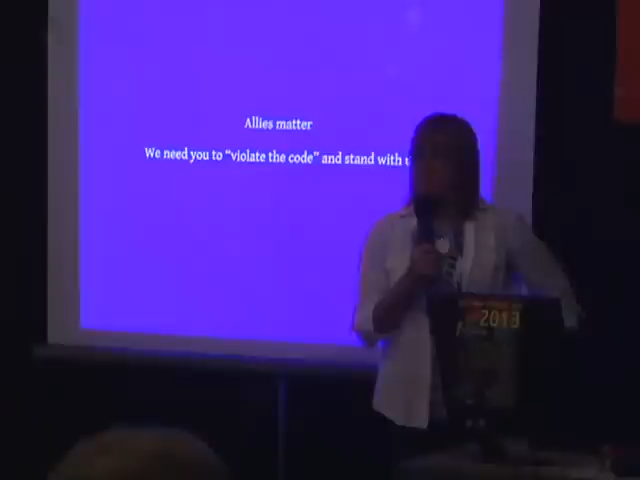 Allies matter
We need you to “violate the code” and stand with
2013